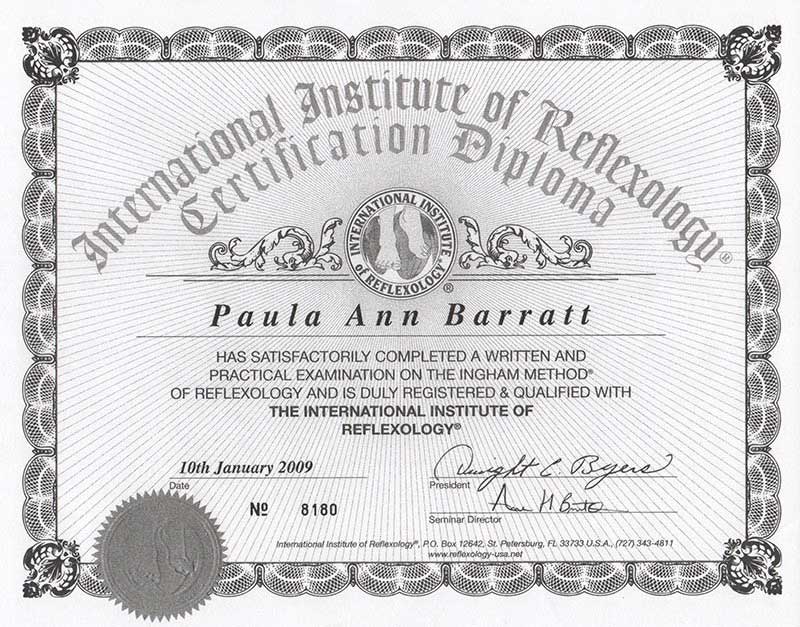 International Institute of Reflexology®
Certification Diploma
INTERNATIONAL INSTITUTE
of REFLEXOLOGY
®
Paula Ann Barratt
HAS SATISFACTORILY COMPLETED A WRITTEN AND
PRACTICAL EXAMINATION ON THE INGHAM METHOD®
OF REFLEXOLOGY AND IS DULY REGISTERED & QUALIFIED WITH
THE INTERNATIONAL INSTITUTE OF
REFLEXOLOGY®
10th January 2009
Date
Dwight C Byers
President
Nº 8180
Seminar Director
International Institute of Reflexology®, P.O. Box 12642, St. Petersburg, FL 33733 U.S.A., (727) 343-4811
www.reflexology-usa.net